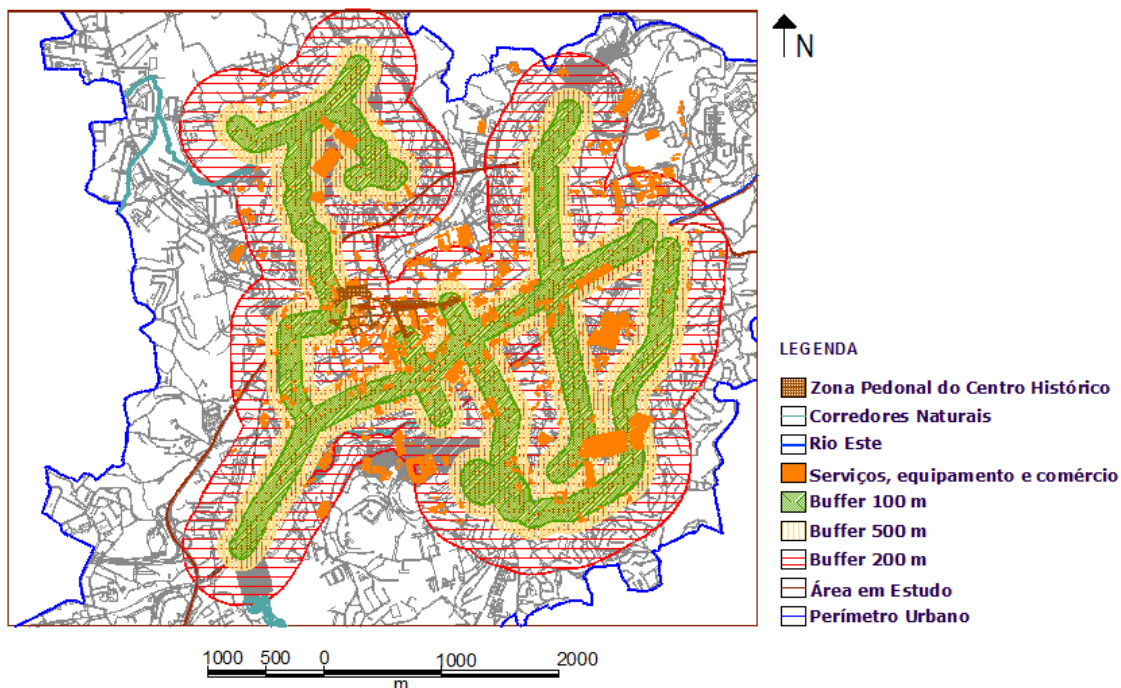 N
LEGENDA
Zona Pedonal do Centro Histórico
Corredores Naturais
Rio Este
Serviços, equipamento e comércio
Buffer 100 m
Buffer 500 m
Buffer 200 m
Área em Estudo
Perímetro Urbano
1000 500 0 1000 2000
m